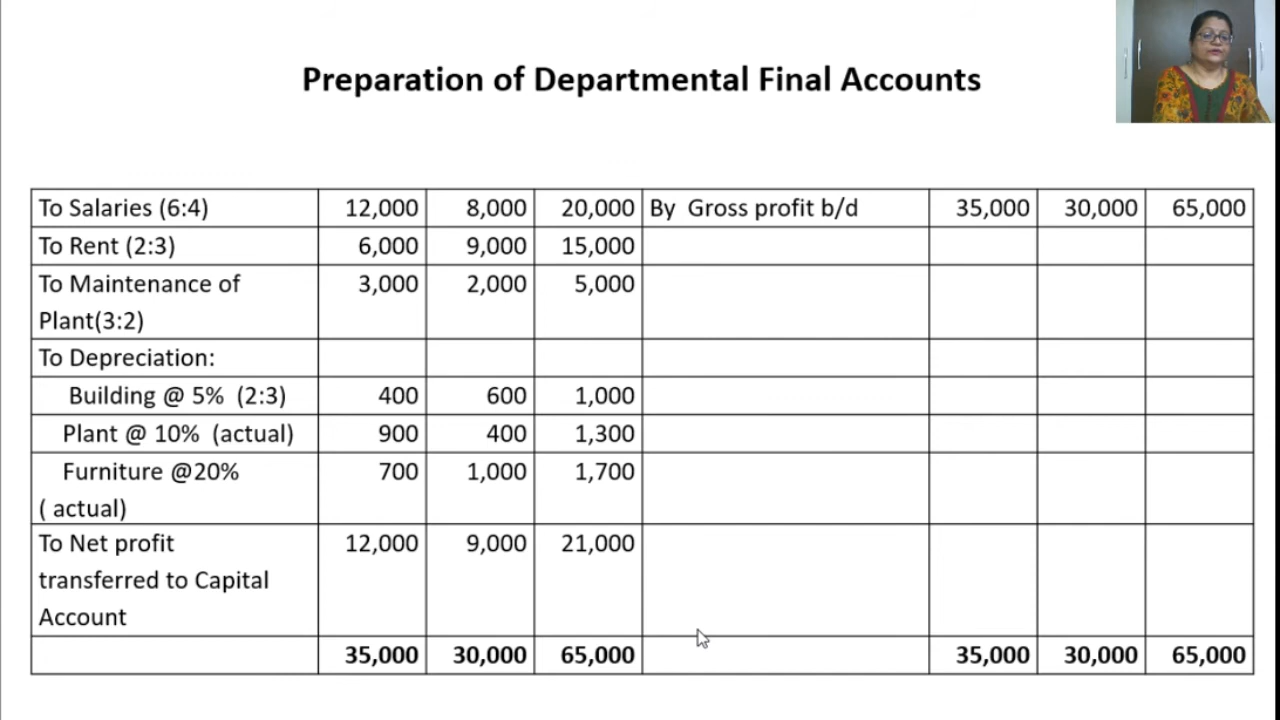 Preparation of Departmental Final Accounts
To Salaries (6:4) 12,000 8,000 20,000 By Gross profit b/d 35,000 30,000 65,000
To Rent (2:3) 6,000 9,000 15,000
To Maintenance of 3,000 2,000 5,000
Plant(3:2)
To Depreciation:
Building @ 5% (2:3) 400 600 1,000
Plant @ 10% (actual) 900 400 1,300
Furniture @20% 700 1,000 1,700
( actual)
To Net profit 12,000 9,000 21,000
transferred to Capital
Account
35,000 30,000 65,000 35,000 30,000 65,000